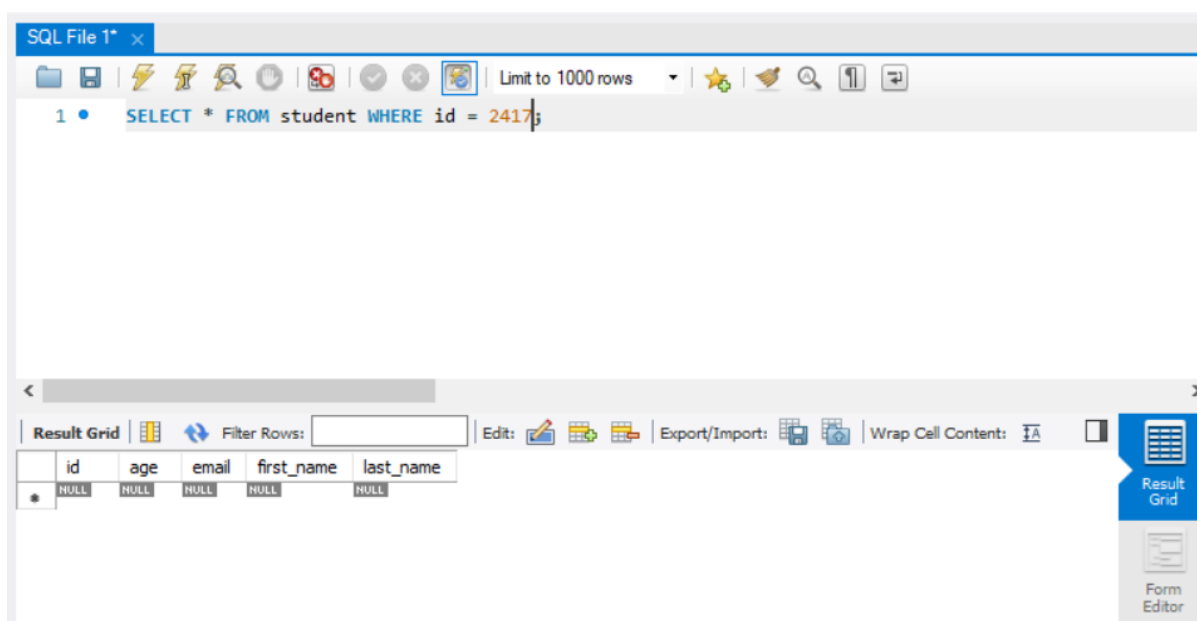 SQL File 1*
Limit to 1000 rows
1 SELECT * FROM student WHERE id = 2417;
Result Grid Filter Rows: Edit: Export/Import: Wrap Cell Content:
id age email first_name last_name
NULL NULL NULL NULL NULL
Result
Grid
Form
Editor